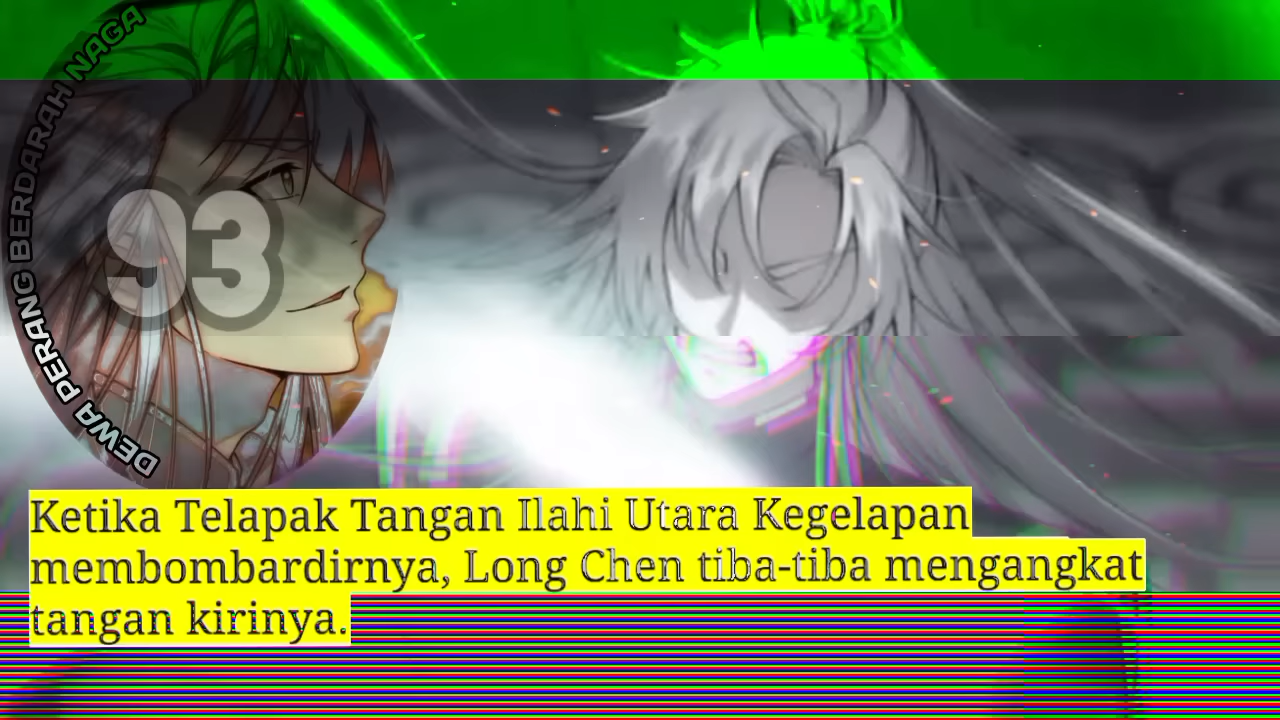 DEWA PERANG BERDARAH NAGA
93
Ketika Telapak Tangan Ilahi Utara Kegelapan
membombardirnya, Long Chen tiba-tiba mengangkat
tangan kirinya.